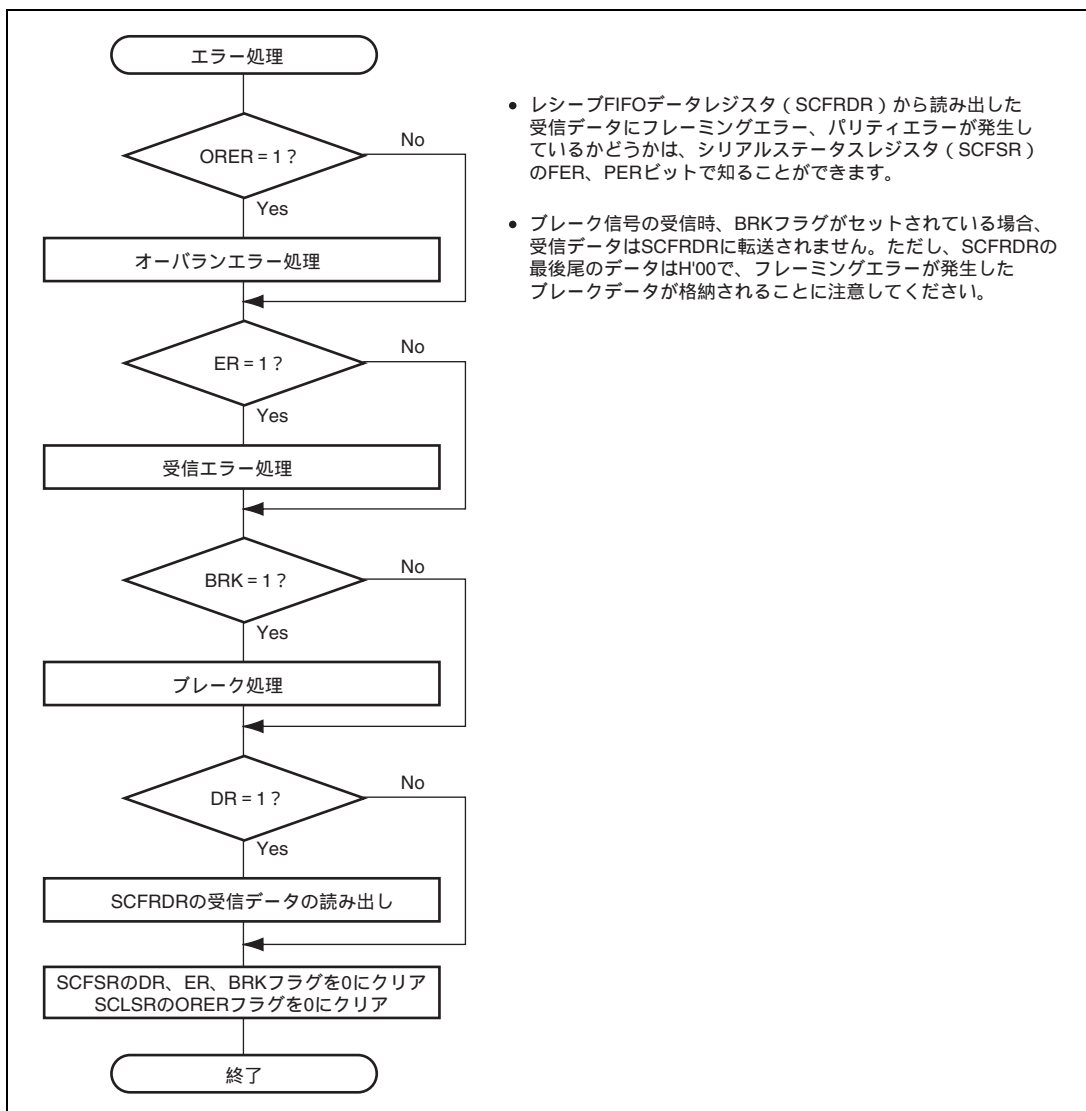 エラー処理
ORER = 1 ?
No
Yes
オーバランエラー処理
ER = 1 ?
No
Yes
受信エラー処理
BRK = 1 ?
No
Yes
ブレーク処理
DR = 1 ?
No
Yes
SCFRDRの受信データの読み出し
SCFSRのDR、ER、BRKフラグを0にクリア
SCLSRのORERフラグを0にクリア
終了
● レシーブFIFOデータレジスタ ( SCFRDR ) から読み出した
受信データにフレーミングエラー、パリティエラーが発生し
ているかどうかは、シリアルステータスレジスタ ( SCFSR )
のFER、PERビットで知ることができます。
● ブレーク信号の受信時、BRKフラグがセットされている場合、
受信データはSCFRDRに転送されません。ただし、SCFRDRの
最後尾のデータはH'00で、フレーミングエラーが発生した
ブレークデータが格納されることに注意してください。